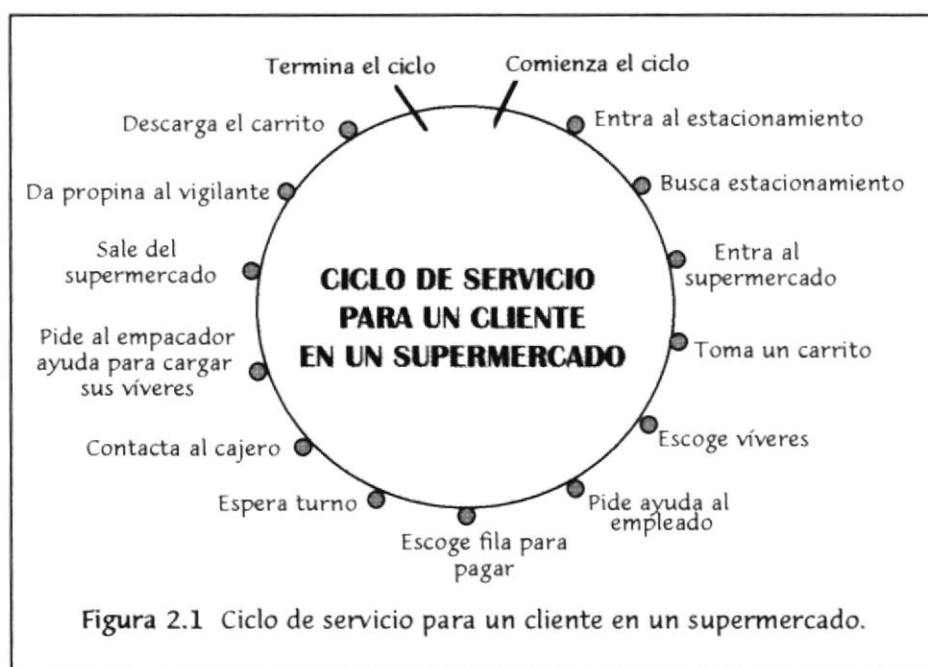 Termina el ciclo
Comienza el ciclo
Entra al estacionamiento
Busca estacionamiento
Entra al
supermercado
Toma un carrito
Escoge víveres
Pide ayuda al
empleado
Escoge fila para
pagar
Espera turno
Contacta al cajero
Pide al empacador
ayuda para cargar
sus víveres
Sale del
supermercado
Da propina al vigilante
Descarga el carrito
CICLO DE SERVICIO
PARA UN CLIENTE
EN UN SUPERMERCADO
Figura 2.1 Ciclo de servicio para un cliente en un supermercado.